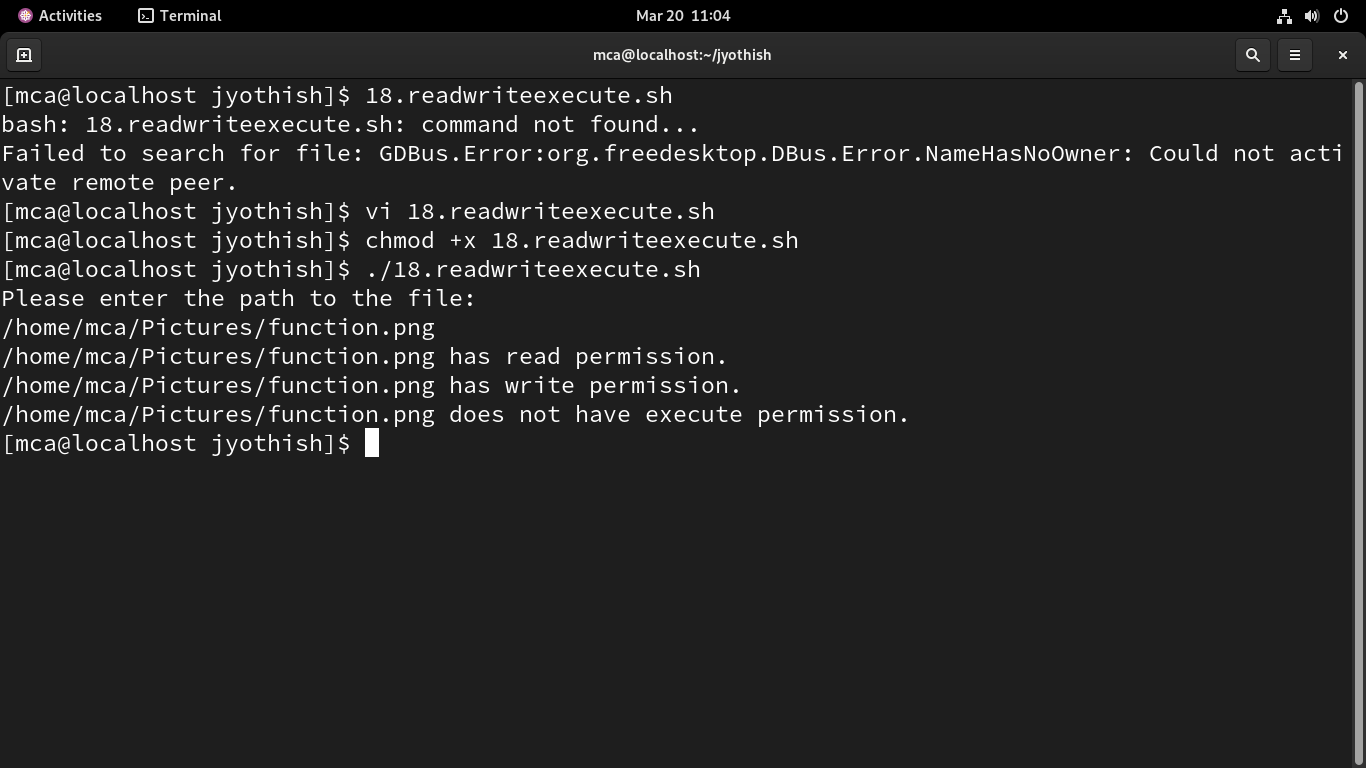 Activities Terminal Mar 20 11:04
mca@localhost:~/jyothish
[mca@localhost jyothish]$ 18.readwriteexecute.sh
bash: 18.readwriteexecute.sh: command not found...
Failed to search for file: GDBus.Error:org.freedesktop.DBus.Error.NameHasNoOwner: Could not acti
vate remote peer.
[mca@localhost jyothish]$ vi 18.readwriteexecute.sh
[mca@localhost jyothish]$ chmod +x 18.readwriteexecute.sh
[mca@localhost jyothish]$ ./18.readwriteexecute.sh
Please enter the path to the file:
/home/mca/Pictures/function.png
/home/mca/Pictures/function.png has read permission.
/home/mca/Pictures/function.png has write permission.
/home/mca/Pictures/function.png does not have execute permission.
[mca@localhost jyothish]$